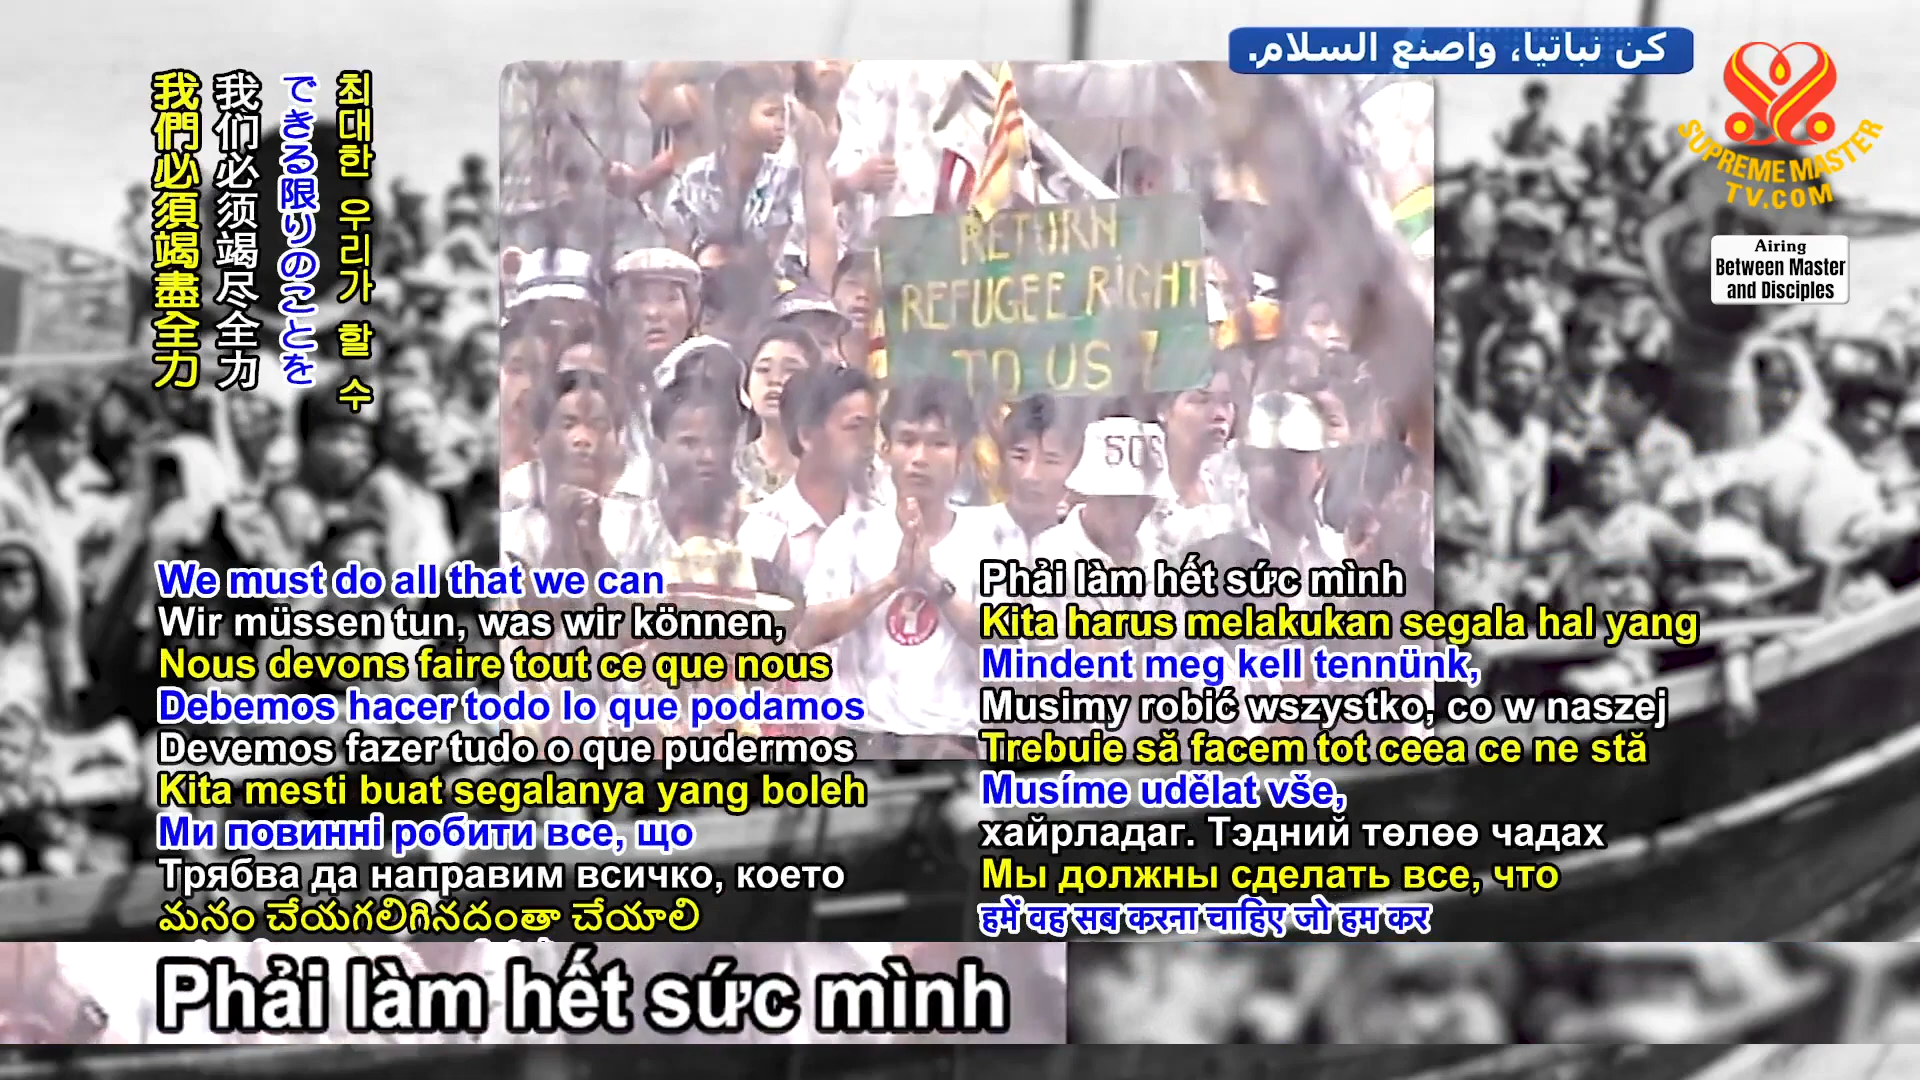 كن نباتيا، واصنع السلام.
SUPREME MASTER
TV.COM
Airing
Between Master
and Disciples
我們必須竭盡全力
我们必须竭尽全力
できる限りのことを
최대한 우리가 할 수
RETURN
REFUGEE RIGHT
TO US !
SOS
We must do all that we can
Wir müssen tun, was wir können,
Nous devons faire tout ce que nous
Debemos hacer todo lo que podamos
Devemos fazer tudo o que pudermos
Kita mesti buat segalanya yang boleh
Ми повинні робити все, що
Трябва да направим всичко, което
మనం చేయగలిగినదంతా చేయాలి
Phải làm hết sức mình
Kita harus melakukan segala hal yang
Mindent meg kell tennünk,
Musimy robić wszystko, co w naszej
Trebuie să facem tot ceea ce ne stă
Musíme udělat vše,
хайрладаг. Тэдний төлөө чадах
Мы должны сделать все, что
हमें वह सब करना चाहिए जो हम कर
Phải làm hết sức mình